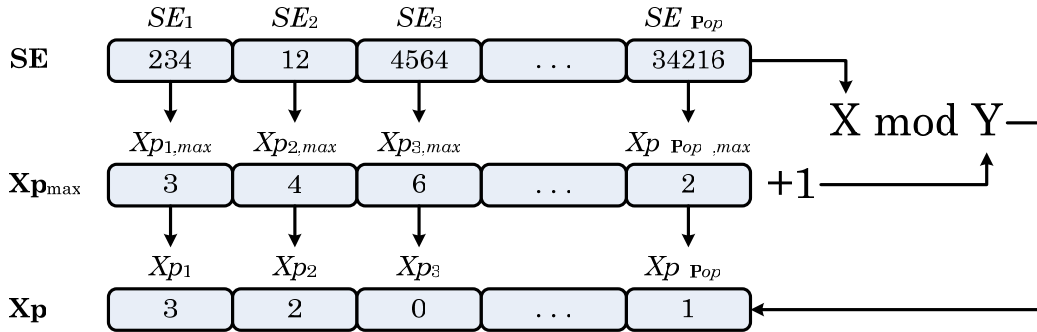 SE₁ SE₂ SE₃ SE Pop
SE 234 12 4564 ... 34216
X mod Y
Xp₁,max Xp₂,max Xp₃,max Xp Pop ,max
Xpmax 3 4 6 ... 2 +1
Xp₁ Xp₂ Xp₃ Xp Pop
Xp 3 2 0 ... 1